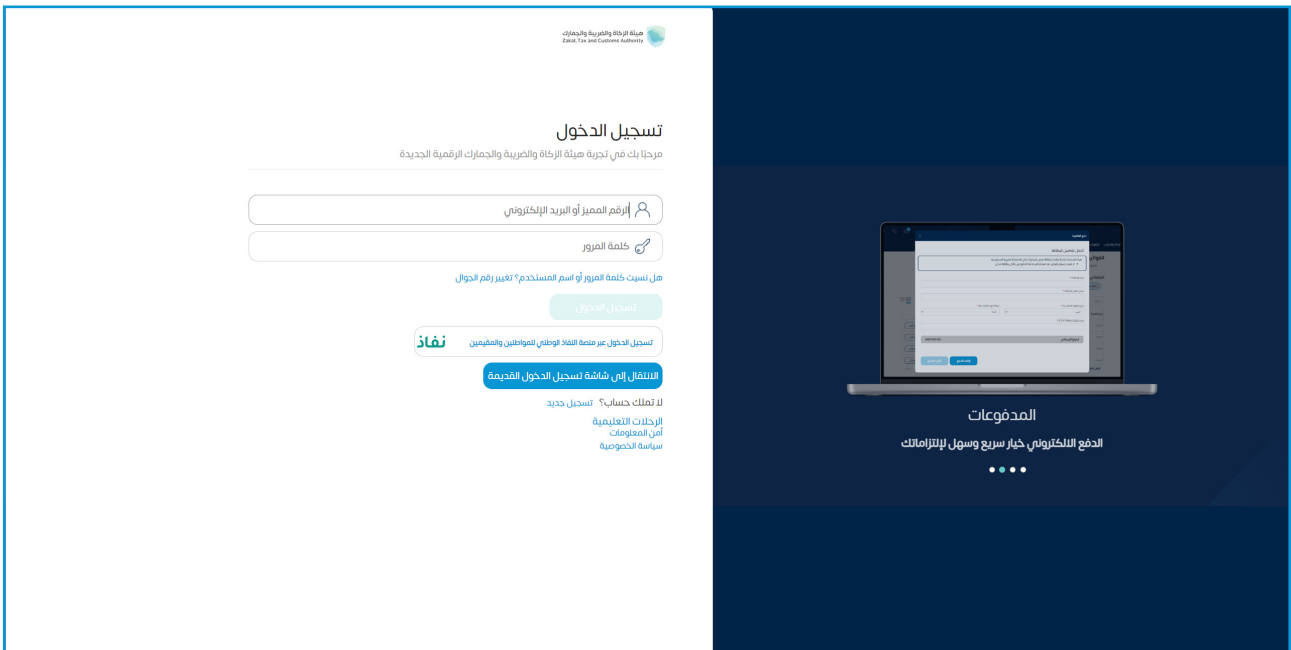 هيئة الزكاة والضريبة والجمارك
Zakat, Tax and Customs Authority
تسجيل الدخول
مرحبًا بك في تجربة هيئة الزكاة والضريبة والجمارك الرقمية الجديدة
الرقم المميز أو البريد الإلكتروني
كلمة المرور
هل نسيت كلمة المرور أو اسم المستخدم؟ تغيير رقم الجوال
تسجيل الدخول
تسجيل الدخول عبر منصة النفاذ الوطني للمواطنين والمقيمين نفاذ
الانتقال إلى شاشة تسجيل الدخول القديمة
لا تملك حساب؟ تسجيل جديد
الرحلات التعليمية
أمن المعلومات
سياسة الخصوصية
المدفوعات
الدفع الالكتروني خيار سريع وسهل لإلتزاماتك